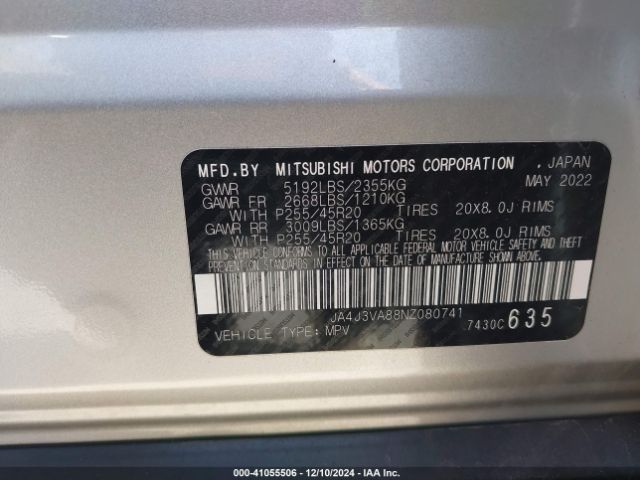 MFD.BY MITSUBISHI MOTORS CORPORATION . JAPAN
GWR 5192LBS/2355KG MAY 2022
GAWR FR 2668LBS/1210KG
WITH P255/45R20 TIRES 20X8.0J RIMS
GAWR RR 3009LBS/1365KG
WITH P255/45R20 TIRES 20X8.0J RIMS
THIS VEHICLE CONFORMS TO ALL APPLICABLE FEDERAL MOTOR VEHICLE SAFETY AND THEFT
PREVENTION STANDARDS IN EFFECT ON THE DATE OF MANUFACTURE SHOWN ABOVE.
JA4J3VA88NZ080741
VEHICLE TYPE: MPV 7430C 635
000-41055506 - 12/10/2024 - IAAI.COM